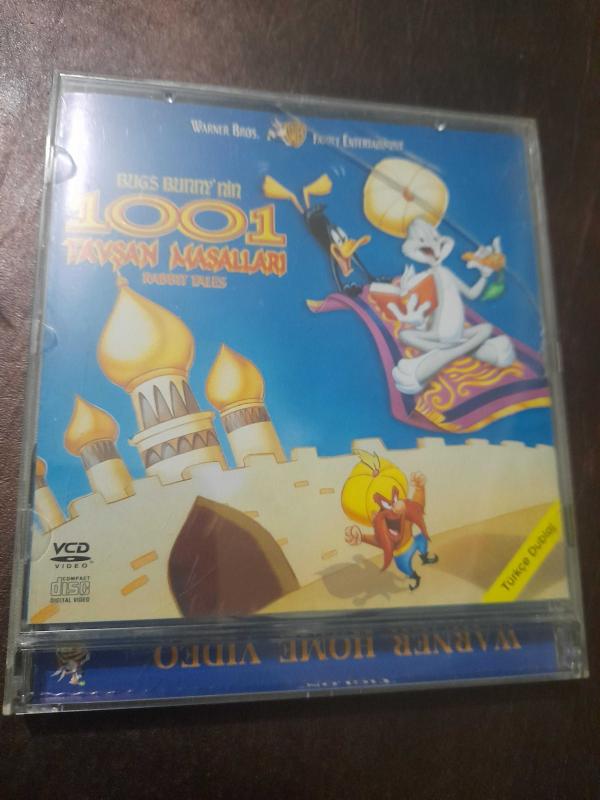 WARNER BROS. FAMILY ENTERTAINMENT
BUGS BUNNY'NIN
1001
TAVŞAN MASALLARI
RABBIT TALES
VCD
VIDEO
COMPACT
disc
DIGITAL VIDEO
Türkçe Dublaj
WARNER HOME VIDEO